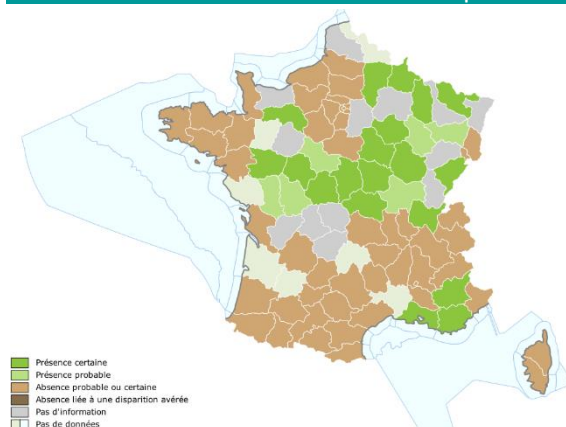 Présence certaine
Présence probable
Absence probable ou certaine
Absence liée à une disparition avérée
Pas d'information
Pas de données